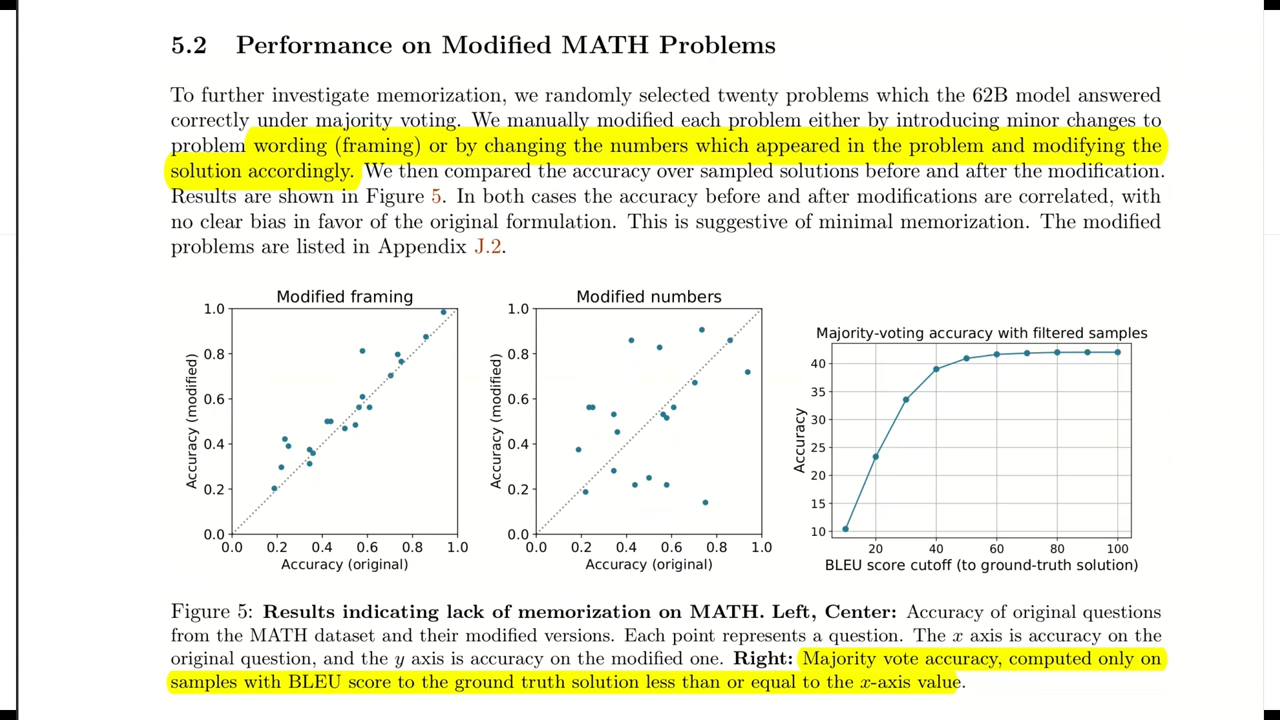 5.2 Performance on Modified MATH Problems
To further investigate memorization, we randomly selected twenty problems which the 62B model answered
correctly under majority voting. We manually modified each problem either by introducing minor changes to
problem wording (framing) or by changing the numbers which appeared in the problem and modifying the
solution accordingly. We then compared the accuracy over sampled solutions before and after the modification.
Results are shown in Figure 5. In both cases the accuracy before and after modifications are correlated, with
no clear bias in favor of the original formulation. This is suggestive of minimal memorization. The modified
problems are listed in Appendix J.2.
Modified framing
1.0
0.8
0.6
0.4
0.2
0.0
Accuracy (modified)
0.0 0.2 0.4 0.6 0.8 1.0
Accuracy (original)
Modified numbers
1.0
0.8
0.6
0.4
0.2
0.0
Accuracy (modified)
0.0 0.2 0.4 0.6 0.8 1.0
Accuracy (original)
Majority-voting accuracy with filtered samples
40
35
30
25
20
15
10
Accuracy
20 40 60 80 100
BLEU score cutoff (to ground-truth solution)
Figure 5: Results indicating lack of memorization on MATH. Left, Center: Accuracy of original questions
from the MATH dataset and their modified versions. Each point represents a question. The x axis is accuracy on the
original question, and the y axis is accuracy on the modified one. Right: Majority vote accuracy, computed only on
samples with BLEU score to the ground truth solution less than or equal to the x-axis value.